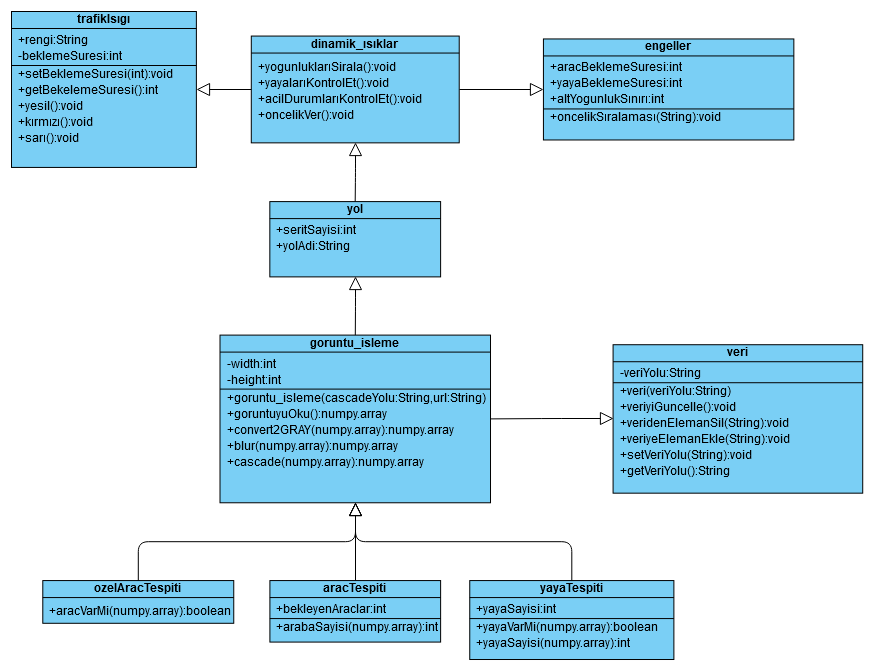 trafikIsıgı
+rengi:String
-beklemeSuresi:int
+setBeklemeSuresi(int):void
+getBekelemeSuresi():int
+yesil():void
+kırmızı():void
+sarı():void
dinamik_ısıklar
+yogunluklarıSirala():void
+yayalarıKontrolEt():void
+acilDurumlarıKontrolEt():void
+oncelikVer():void
engeller
+aracBeklemeSuresi:int
+yayaBeklemeSuresi:int
+altYogunlukSınırı:int
+oncelikSıralaması(String):void
yol
+seritSayisi:int
+yolAdi:String
goruntu_isleme
-width:int
-height:int
+goruntu_isleme(cascadeYolu:String,url:String)
+goruntuyuOku():numpy.array
+convert2GRAY(numpy.array):numpy.array
+blur(numpy.array):numpy.array
+cascade(numpy.array):numpy.array
veri
-veriYolu:String
+veri(veriYolu:String)
+veriyiGuncelle():void
+veridenElemanSil(String):void
+veriyeElemanEkle(String):void
+setVeriYolu(String):void
+getVeriYolu():String
ozelAracTespiti
+aracVarMi(numpy.array):boolean
aracTespiti
+bekleyenAraclar:int
+arabaSayisi(numpy.array):int
yayaTespiti
+yayaSayisi:int
+yayaVarMi(numpy.array):boolean
+yayaSayisi(numpy.array):int